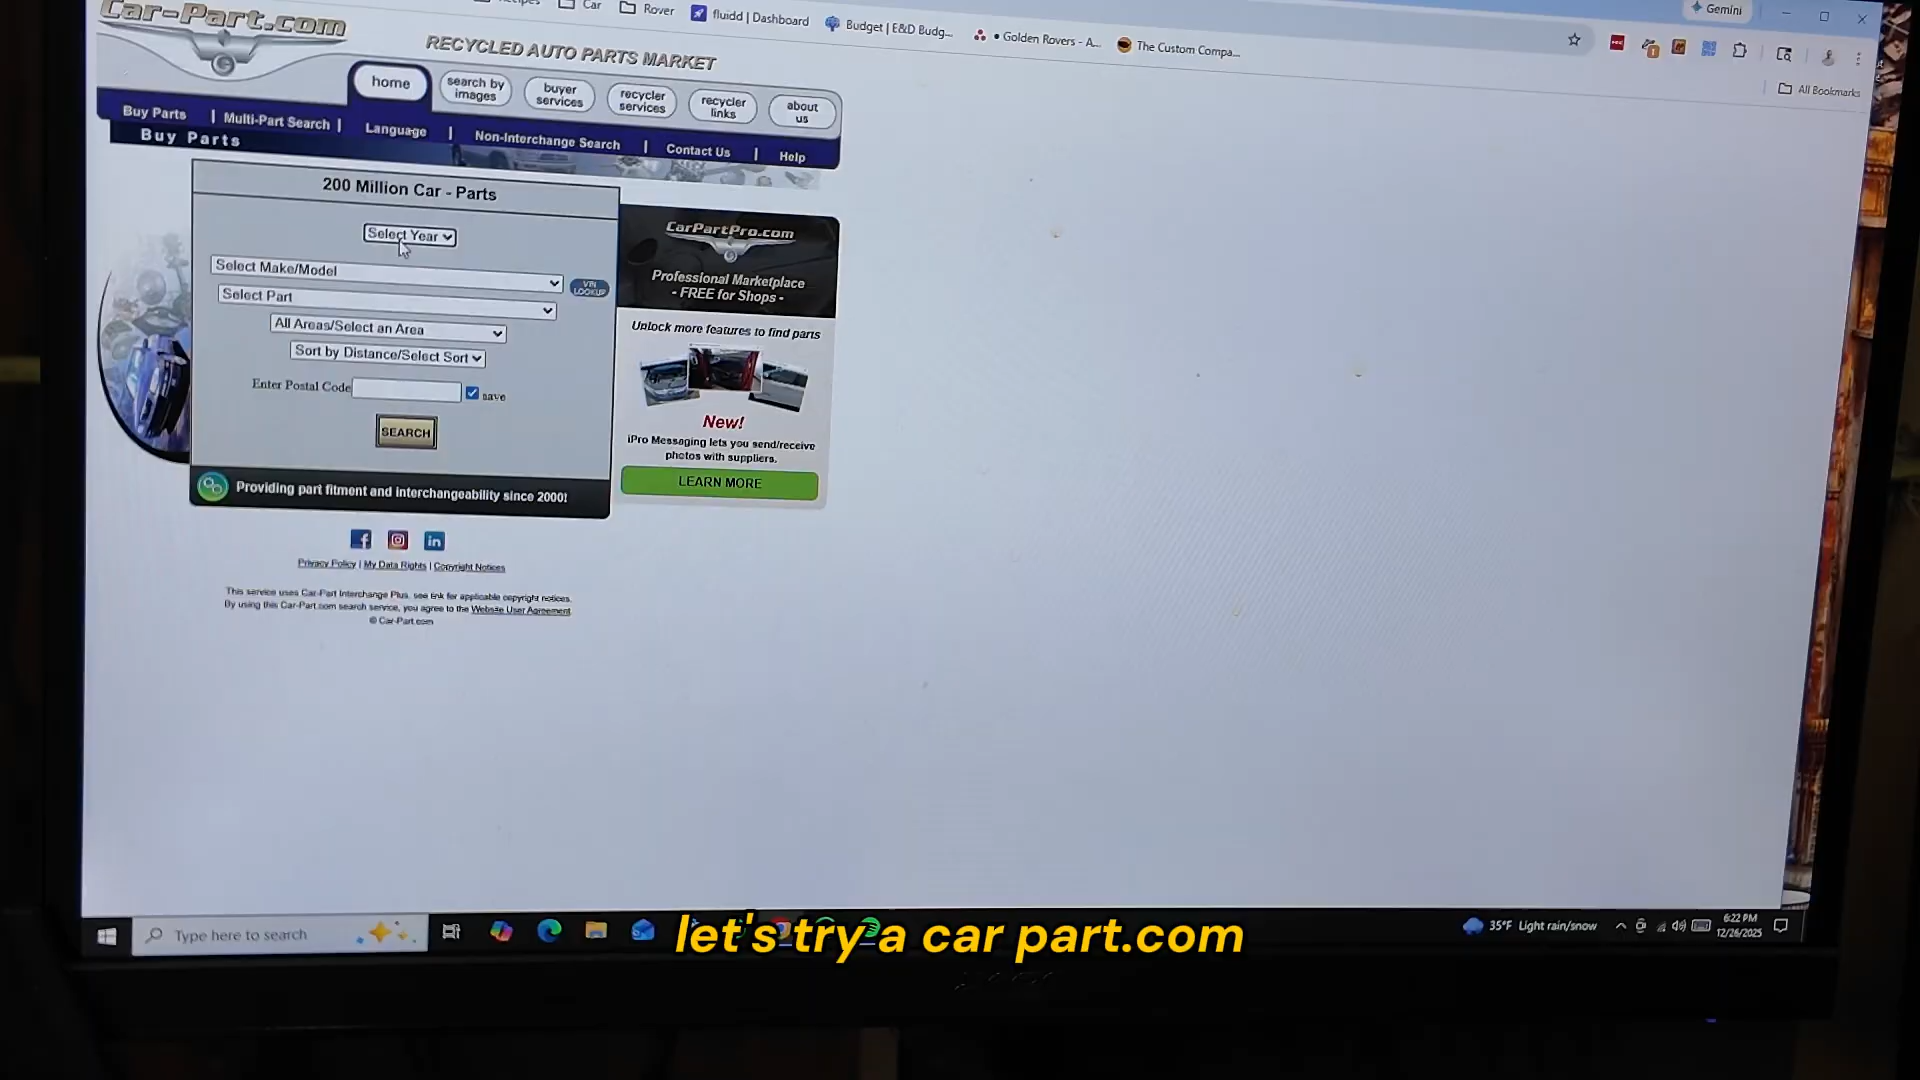 Car-Part.com
RECYCLED AUTO PARTS MARKET
Car
Rover
fluidd | Dashboard
Budget | E&D Budg...
• Golden Rovers - A...
The Custom Compa...
Gemini
All Bookmarks
home
search by
images
buyer
services
recycler
services
recycler
links
about
us
Buy Parts | Multi-Part Search | Language | Non-Interchange Search | Contact Us | Help
Buy Parts
200 Million Car - Parts
Select Year
Select Make/Model
VIN
LOOKUP
Select Part
All Areas/Select an Area
Sort by Distance/Select Sort
Enter Postal Code
save
SEARCH
Providing part fitment and interchangeability since 2000!
CarPartPro.com
Professional Marketplace
- FREE for Shops -
Unlock more features to find parts
New!
iPro Messaging lets you send/receive
photos with suppliers.
LEARN MORE
Privacy Policy | My Data Rights | Copyright Notices
This service uses Car-Part Interchange Plus, see link for applicable copyright notices.
By using this Car-Part.com search service, you agree to the Website User Agreement.
© Car-Part.com
Type here to search
35°F Light rain/snow
6:22 PM
12/26/2025
let's try a car part.com